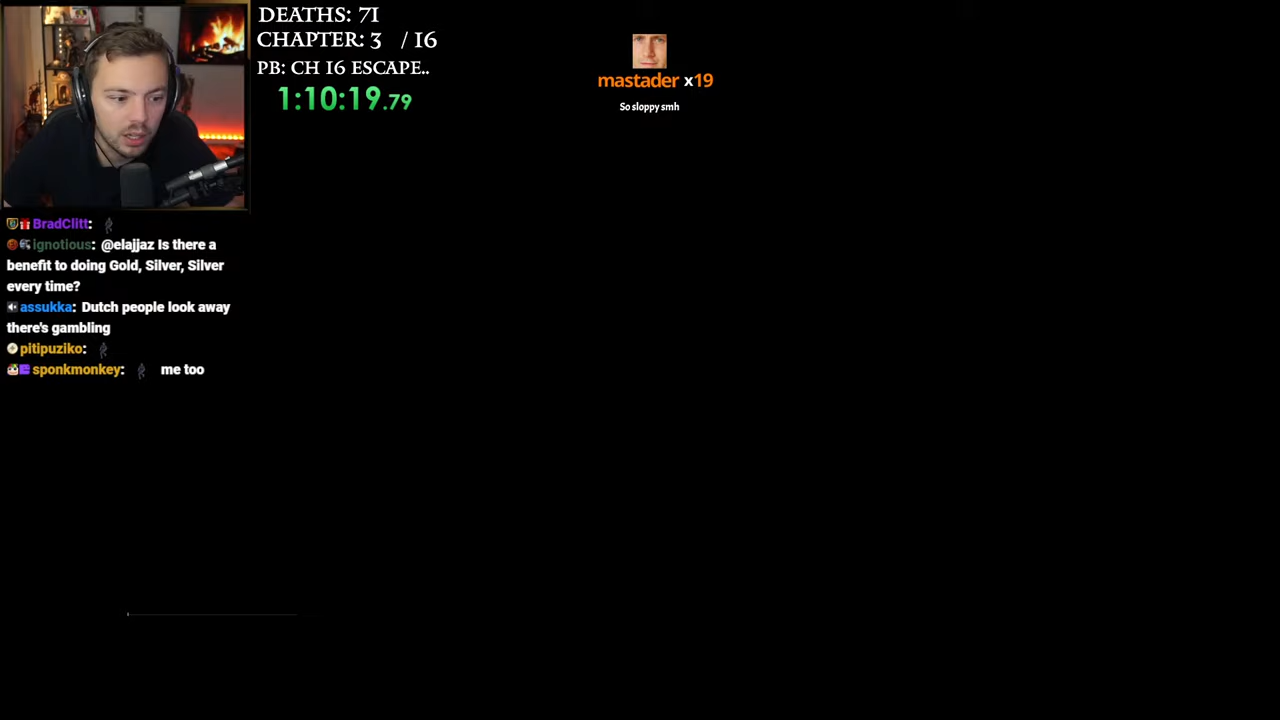 DEATHS: 71
CHAPTER: 3 / 16
PB: CH 16 ESCAPE..
1:10:19.79
mastader x19
So sloppy smh
BradClitt:
ignotious: @elajjaz Is there a
benefit to doing Gold, Silver, Silver
every time?
assukka: Dutch people look away
there's gambling
pitipuziko:
sponkmonkey: me too